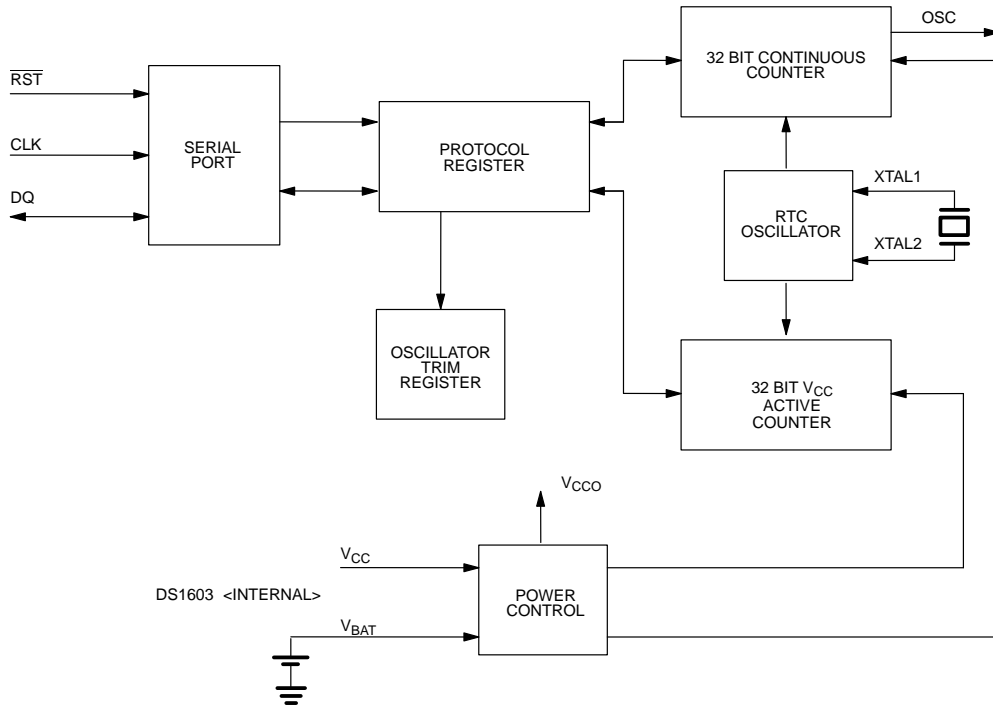 OSC
32 BIT CONTINUOUS
COUNTER
RST
CLK
DQ
SERIAL
PORT
PROTOCOL
REGISTER
XTAL1
RTC
OSCILLATOR
XTAL2
OSCILLATOR
TRIM
REGISTER
32 BIT VCC
ACTIVE
COUNTER
VCCO
VCC
DS1603 <INTERNAL>
POWER
CONTROL
VBAT